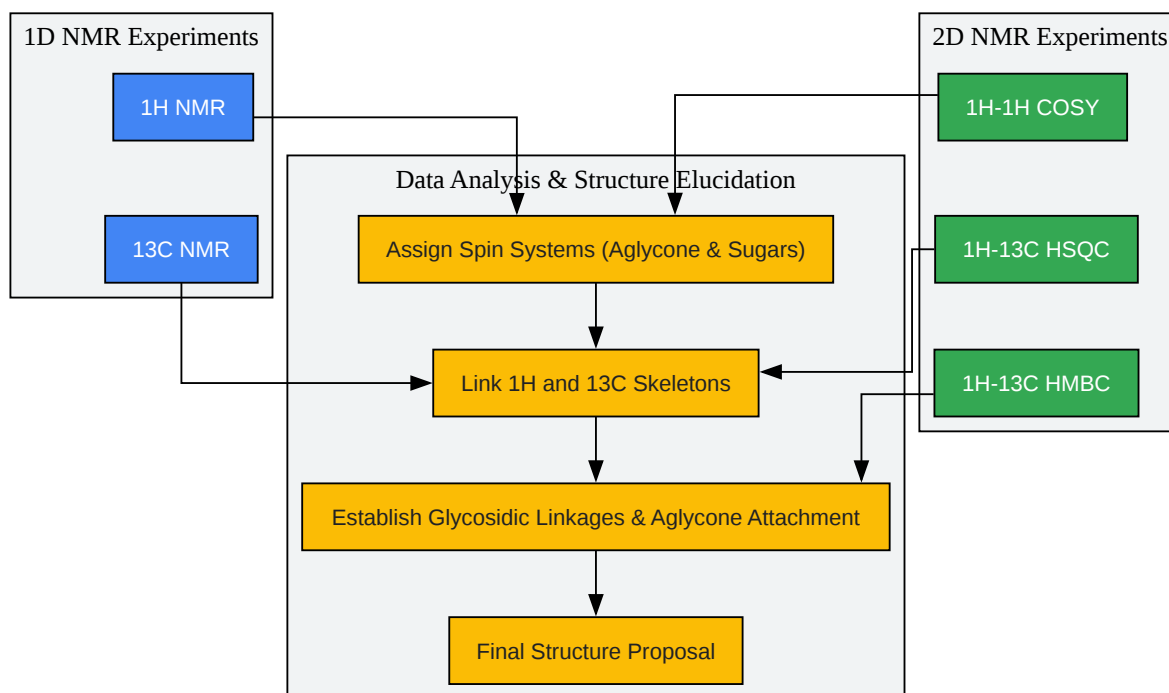 1D NMR Experiments
1H NMR
13C NMR
2D NMR Experiments
1H-1H COSY
1H-13C HSQC
1H-13C HMBC
Data Analysis & Structure Elucidation
Assign Spin Systems (Aglycone & Sugars)
Link 1H and 13C Skeletons
Establish Glycosidic Linkages & Aglycone Attachment
Final Structure Proposal